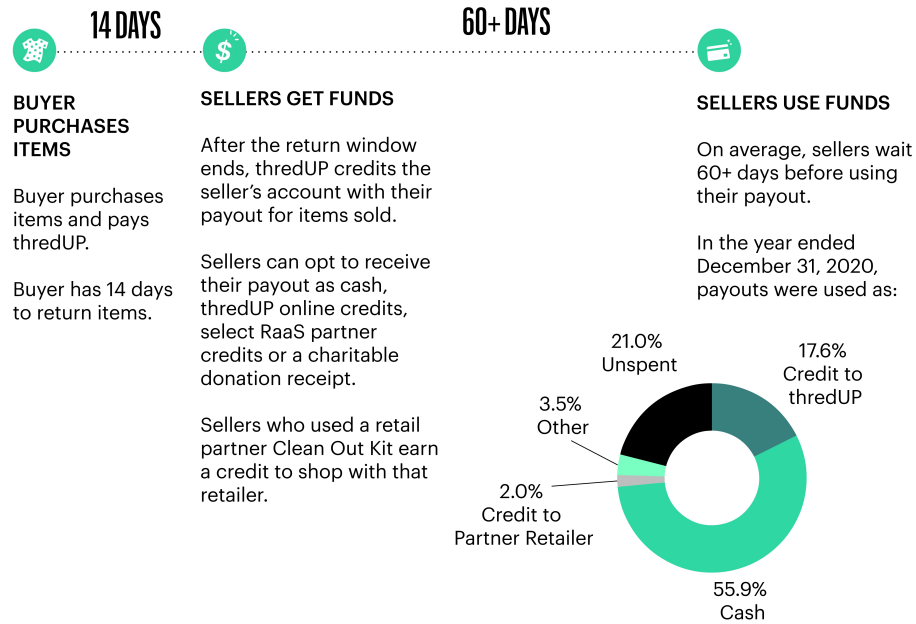 14 DAYS
60+ DAYS
BUYER
PURCHASES
ITEMS
Buyer purchases
items and pays
thredUP.
Buyer has 14 days
to return items.
SELLERS GET FUNDS
After the return window
ends, thredUP credits the
seller’s account with their
payout for items sold.
Sellers can opt to receive
their payout as cash,
thredUP online credits,
select RaaS partner
credits or a charitable
donation receipt.
Sellers who used a retail
partner Clean Out Kit earn
a credit to shop with that
retailer.
SELLERS USE FUNDS
On average, sellers wait
60+ days before using
their payout.
In the year ended
December 31, 2020,
payouts were used as:
21.0%
Unspent
17.6%
Credit to
thredUP
3.5%
Other
2.0%
Credit to
Partner Retailer
55.9%
Cash